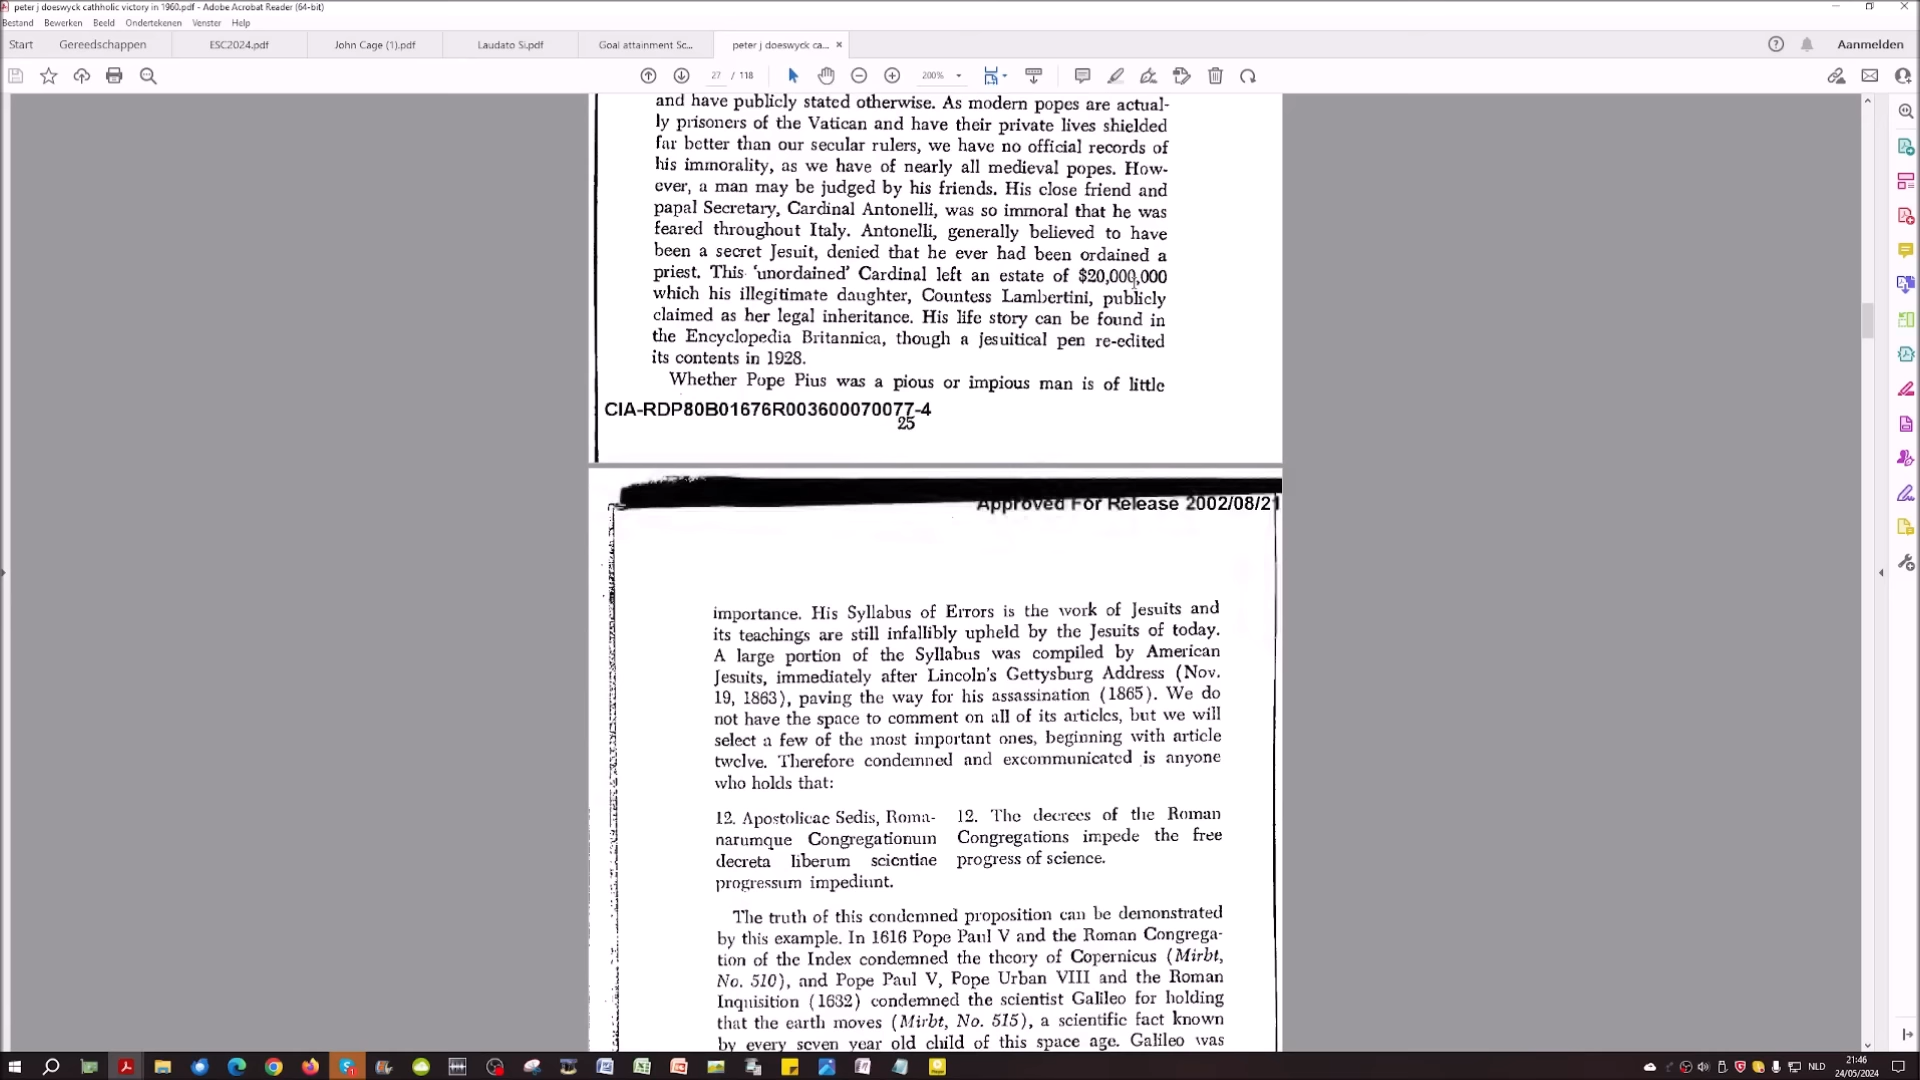 peter j doeswyck cathholic victory in 1960.pdf - Adobe Acrobat Reader (64-bit)
Bestand Bewerken Beeld Ondertekenen Venster Help
Start Gereedschappen ESC2024.pdf John Cage (1).pdf Laudato Si.pdf Goal attainment Sc... peter j doeswyck ca... × Aanmelden
27 / 118 200%
and have publicly stated otherwise. As modern popes are actual-
ly prisoners of the Vatican and have their private lives shielded
far better than our secular rulers, we have no official records of
his immorality, as we have of nearly all medieval popes. How-
ever, a man may be judged by his friends. His close friend and
papal Secretary, Cardinal Antonelli, was so immoral that he was
feared throughout Italy. Antonelli, generally believed to have
been a secret Jesuit, denied that he ever had been ordained a
priest. This 'unordained' Cardinal left an estate of $20,000,000
which his illegitimate daughter, Countess Lambertini, publicly
claimed as her legal inheritance. His life story can be found in
the Encyclopedia Britannica, though a jesuitical pen re-edited
its contents in 1928.
Whether Pope Pius was a pious or impious man is of little
CIA-RDP80B01676R003600070077-4
25
Approved For Release 2002/08/21
importance. His Syllabus of Errors is the work of Jesuits and
its teachings are still infallibly upheld by the Jesuits of today.
A large portion of the Syllabus was compiled by American
Jesuits, immediately after Lincoln's Gettysburg Address (Nov.
19, 1863), paving the way for his assassination (1865). We do
not have the space to comment on all of its articles, but we will
select a few of the most important ones, beginning with article
twelve. Therefore condemned and excommunicated is anyone
who holds that:
12. Apostolicae Sedis, Roma-
narumque Congregationum
decreta liberum scientiae
progressum impediunt.
12. The decrees of the Roman
Congregations impede the free
progress of science.
The truth of this condemned proposition can be demonstrated
by this example. In 1616 Pope Paul V and the Roman Congrega-
tion of the Index condemned the theory of Copernicus (Mirbt,
No. 510), and Pope Paul V, Pope Urban VIII and the Roman
Inquisition (1632) condemned the scientist Galileo for holding
that the earth moves (Mirbt, No. 515), a scientific fact known
by every seven year old child of this space age. Galileo was
NLD
21:46
24/05/2024